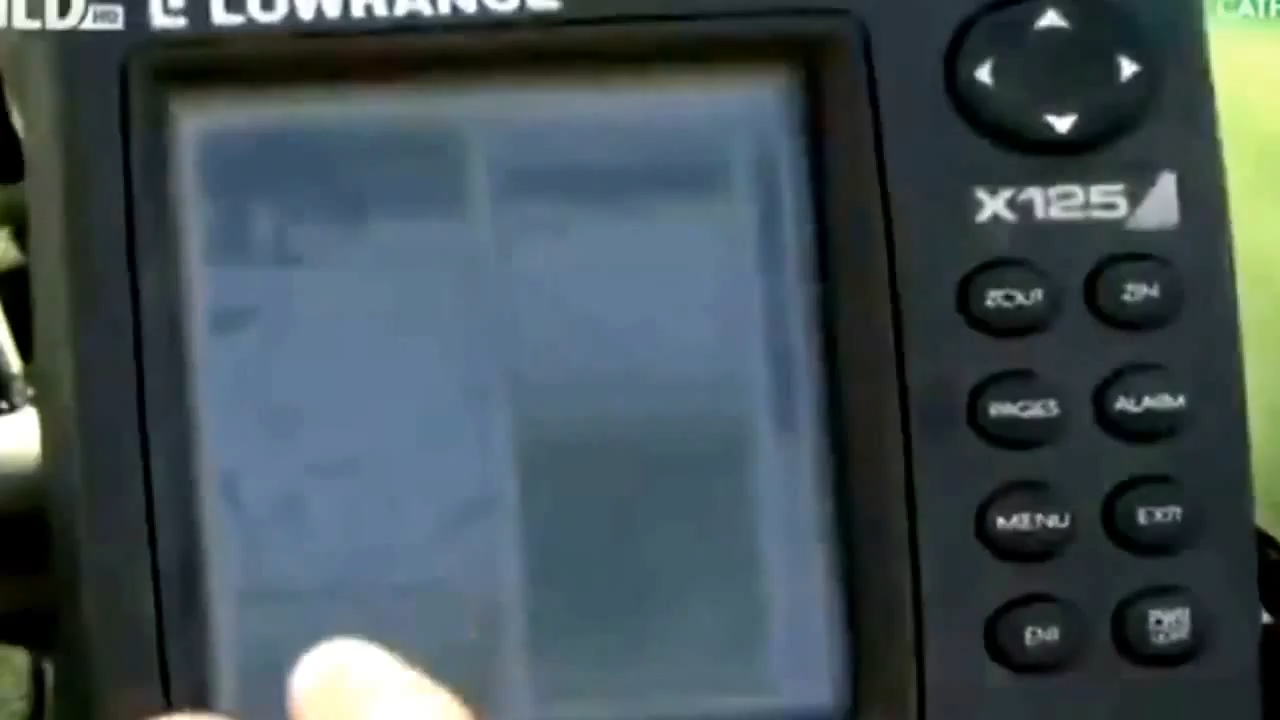 LOWRANCE
X125
ZOUT ZIN
PAGES ALARM
MENU EXIT
ENT